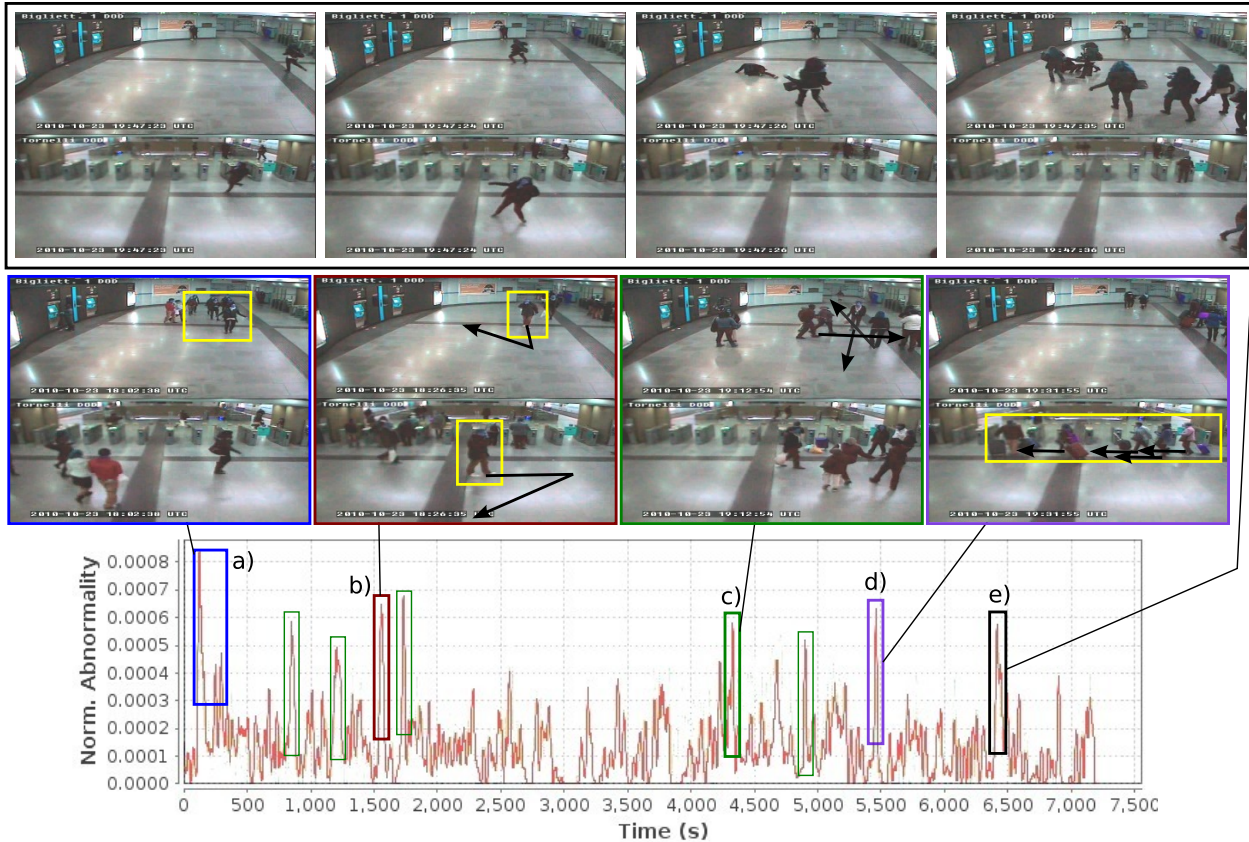 Bigliett. 1 DOD
Bigliett. 1 DOD
Bigliett. 1 DOD
Bigliett. 1 DOD
2010-10-23 19:47:23 UTC
2010-10-23 19:47:24 UTC
2010-10-23 19:47:26 UTC
2010-10-23 19:47:35 UTC
Tornelli DOD
Tornelli DOD
Tornelli DOD
Tornelli DOD
2010-10-23 19:47:23 UTC
2010-10-23 19:47:24 UTC
2010-10-23 19:47:26 UTC
2010-10-23 19:47:36 UTC
Bigliett. 1 DOD
Bigliett. 1 DOD
Bigliett. 1 DOD
Bigliett. 1 DOD
2010-10-23 18:02:38 UTC
2010-10-23 18:26:35 UTC
2010-10-23 19:12:54 UTC
2010-10-23 19:31:55 UTC
Tornelli DOD
Tornelli DOD
Tornelli DOD
Tornelli DOD
2010-10-23 18:02:38 UTC
2010-10-23 18:26:35 UTC
2010-10-23 19:12:54 UTC
2010-10-23 19:31:55 UTC
a)
b)
c)
d)
e)
Norm. Abnormality
0.0008
0.0007
0.0006
0.0005
0.0004
0.0003
0.0002
0.0001
0.0000
0 500 1,000 1,500 2,000 2,500 3,000 3,500 4,000 4,500 5,000 5,500 6,000 6,500 7,000 7,500
Time (s)